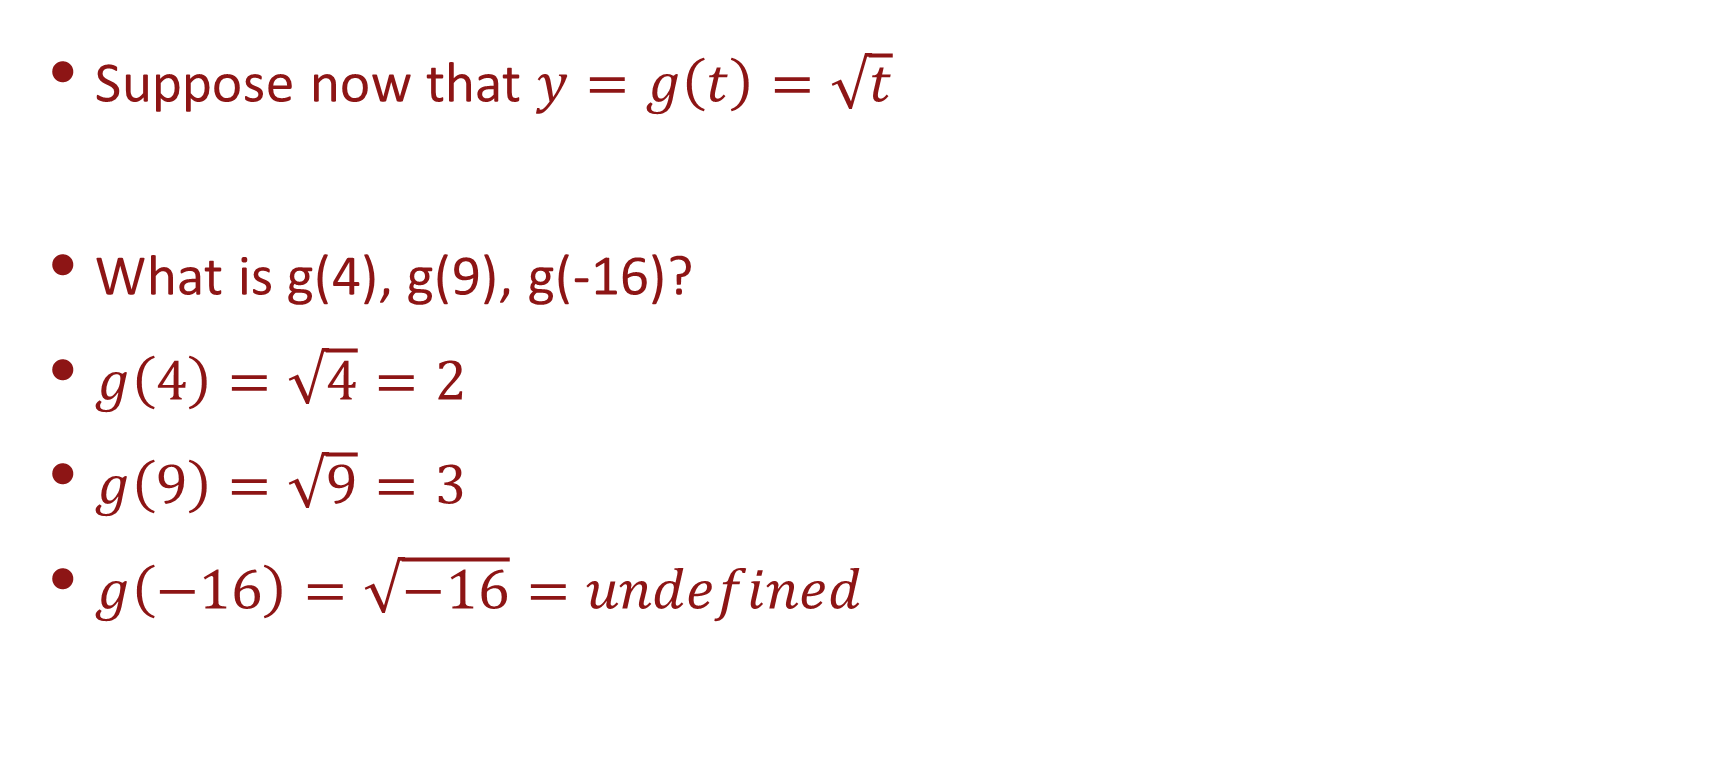 • Suppose now that y = g(t) = √t
• What is g(4), g(9), g(-16)?
• g(4) = √4 = 2
• g(9) = √9 = 3
• g(−16) = √−16 = undefined